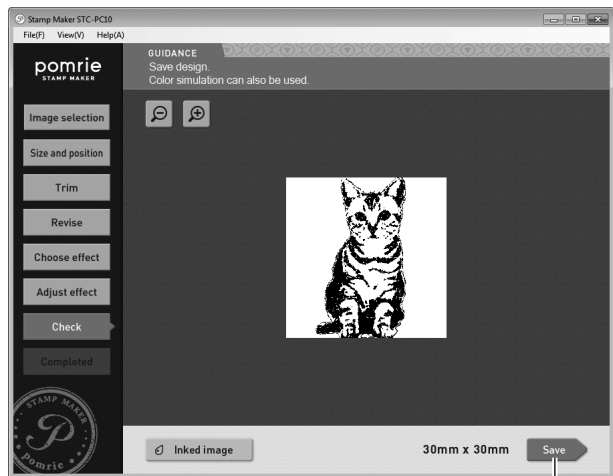 Stamp Maker STC-PC10
File(F) View(V) Help(A)
pomrie
STAMP MAKER
GUIDANCE
Save design.
Color simulation can also be used.
Image selection
Size and position
Trim
Revise
Choose effect
Adjust effect
Check
Completed
STAMP MAKER
P
pomrie
Inked image
30mm x 30mm
Save